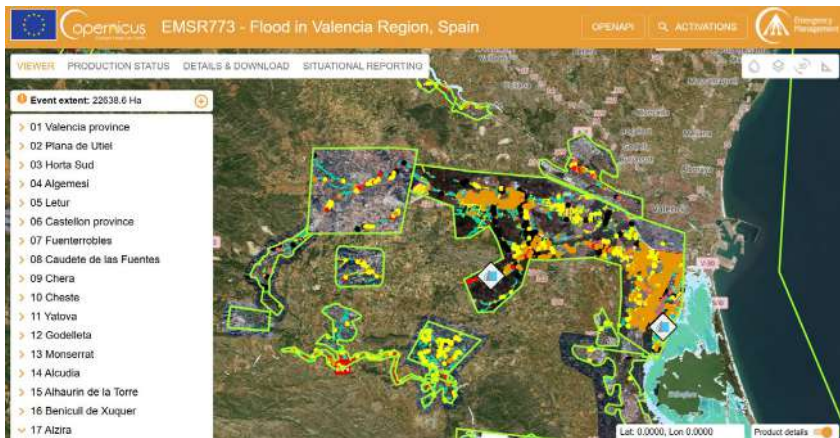 Copernicus
EMSR773 - Flood in Valencia Region, Spain
OPENAPI
ACTIVATIONS
Emergency
Management
VIEWER
PRODUCTION STATUS
DETAILS & DOWNLOAD
SITUATIONAL REPORTING
Event extent: 22638.6 Ha
01 Valencia province
02 Plana de Utiel
03 Horta Sud
04 Algemesi
05 Letur
06 Castellon province
07 Fuenterrobles
08 Caudete de las Fuentes
09 Chera
10 Cheste
11 Yatova
12 Godelleta
13 Monserrat
14 Alcudia
15 Alhaurin de la Torre
16 Benicull de Xuquer
17 Alzira
V-30
Lat: 0.0000, Lon 0.0000
Product details